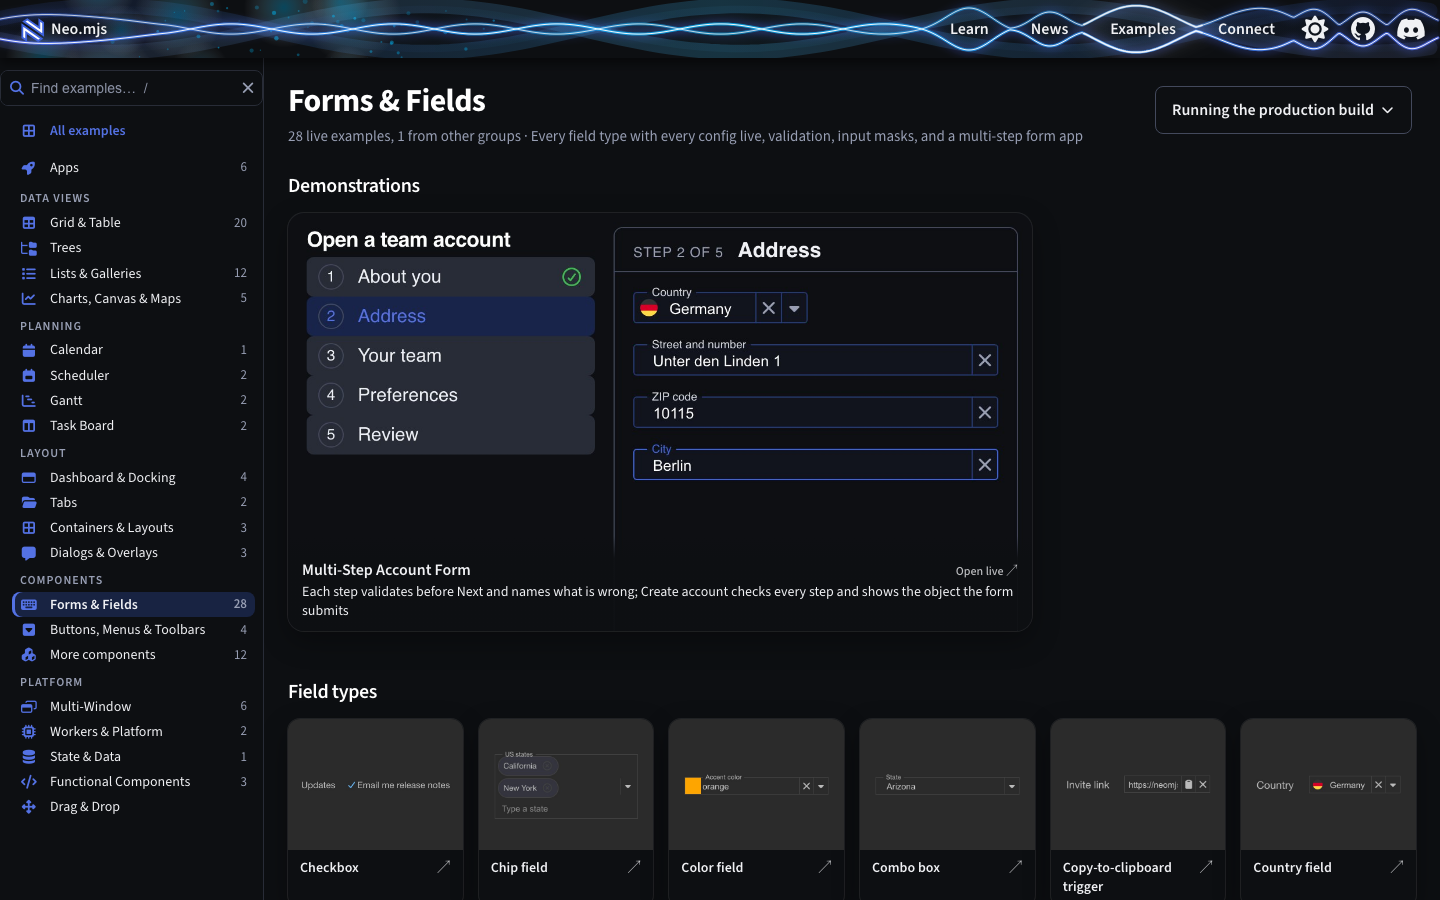 Neo.mjs
Learn
News
Examples
Connect
Find examples… /
All examples
Apps 6
DATA VIEWS
Grid & Table 20
Trees
Lists & Galleries 12
Charts, Canvas & Maps 5
PLANNING
Calendar 1
Scheduler 2
Gantt 2
Task Board 2
LAYOUT
Dashboard & Docking 4
Tabs 2
Containers & Layouts 3
Dialogs & Overlays 3
COMPONENTS
Forms & Fields 28
Buttons, Menus & Toolbars 4
More components 12
PLATFORM
Multi-Window 6
Workers & Platform 2
State & Data 1
Functional Components 3
Drag & Drop
Forms & Fields
28 live examples, 1 from other groups · Every field type with every config live, validation, input masks, and a multi-step form app
Running the production build
Demonstrations
Open a team account
1 About you
2 Address
3 Your team
4 Preferences
5 Review
STEP 2 OF 5 Address
Country
Germany
Street and number
Unter den Linden 1
ZIP code
10115
City
Berlin
Multi-Step Account Form
Open live
Each step validates before Next and names what is wrong; Create account checks every step and shows the object the form
submits
Field types
Updates Email me release notes
Checkbox
US states
California
New York
Type a state
Chip field
Accent color
orange
Color field
State
Arizona
Combo box
Invite link https://neomj
Copy-to-clipboard
trigger
Country Germany
Country field